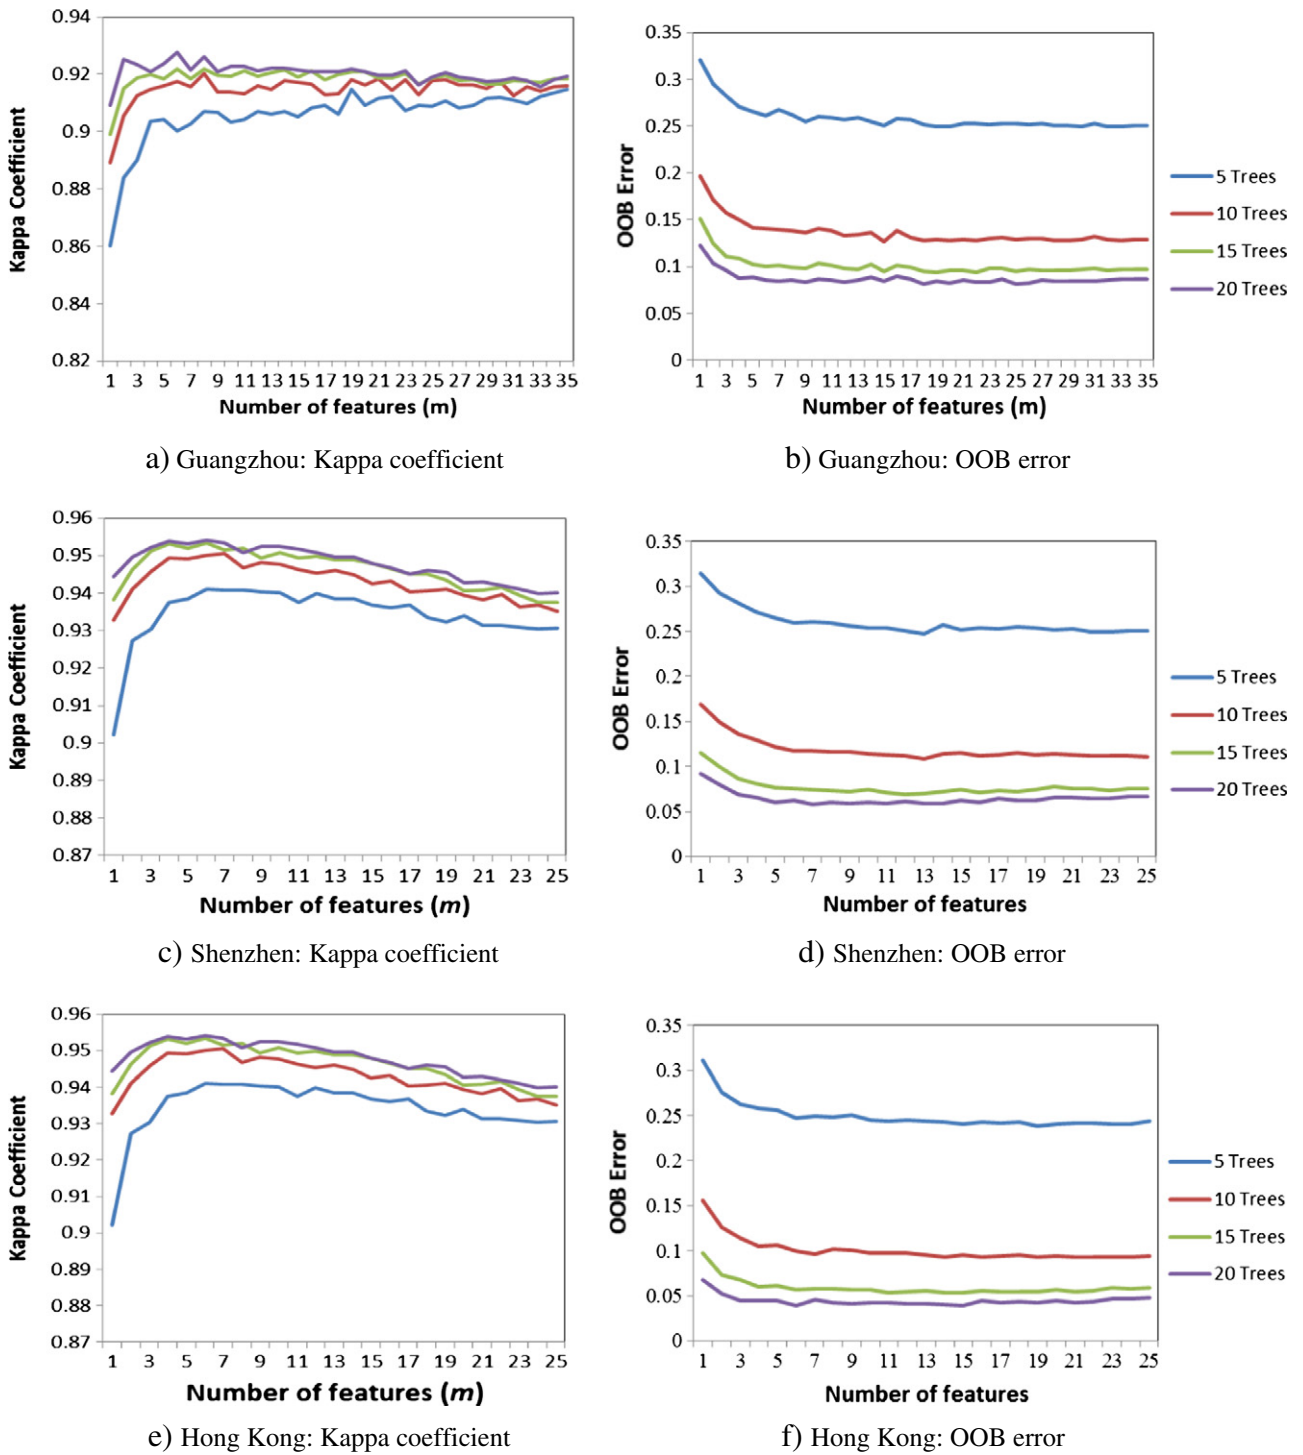 0.94
0.92
0.9
0.88
0.86
0.84
0.82
Kappa Coefficient
1 3 5 7 9 11 13 15 17 19 21 23 25 27 29 31 33 35
Number of features (m)
a) Guangzhou: Kappa coefficient
0.35
0.3
0.25
0.2
0.15
0.1
0.05
0
OOB Error
1 3 5 7 9 11 13 15 17 19 21 23 25 27 29 31 33 35
Number of features (m)
5 Trees
10 Trees
15 Trees
20 Trees
b) Guangzhou: OOB error
0.96
0.95
0.94
0.93
0.92
0.91
0.9
0.89
0.88
0.87
Kappa Coefficient
1 3 5 7 9 11 13 15 17 19 21 23 25
Number of features (m)
c) Shenzhen: Kappa coefficient
0.35
0.3
0.25
0.2
0.15
0.1
0.05
0
OOB Error
1 3 5 7 9 11 13 15 17 19 21 23 25
Number of features
5 Trees
10 Trees
15 Trees
20 Trees
d) Shenzhen: OOB error
0.96
0.95
0.94
0.93
0.92
0.91
0.9
0.89
0.88
0.87
Kappa Coefficient
1 3 5 7 9 11 13 15 17 19 21 23 25
Number of features (m)
e) Hong Kong: Kappa coefficient
0.35
0.3
0.25
0.2
0.15
0.1
0.05
0
OOB Error
1 3 5 7 9 11 13 15 17 19 21 23 25
Number of features
5 Trees
10 Trees
15 Trees
20 Trees
f) Hong Kong: OOB error